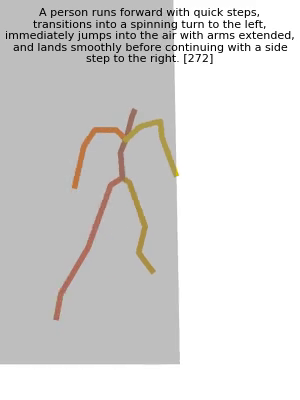 A person runs forward with quick steps,
transitions into a spinning turn to the left,
immediately jumps into the air with arms extended,
and lands smoothly before continuing with a side
step to the right. [272]